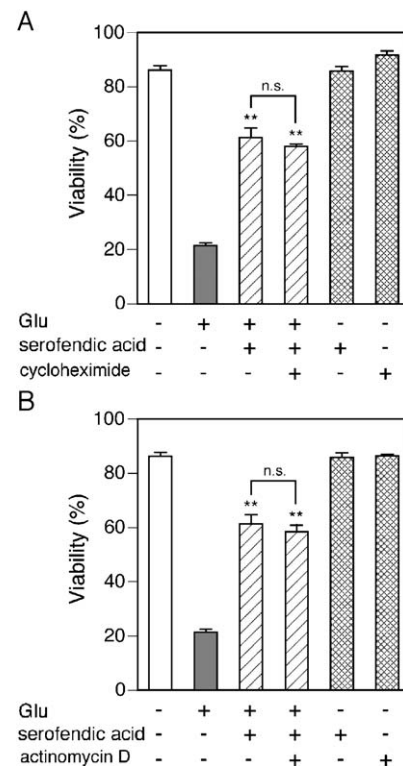 A
100
80
60
40
20
0
Viability (%)
n.s.
** **
Glu - + + + - -
serofendic acid - - + + + -
cycloheximide - - - + - +
B
100
80
60
40
20
0
Viability (%)
n.s.
** **
Glu - + + + - -
serofendic acid - - + + + -
actinomycin D - - - + - +